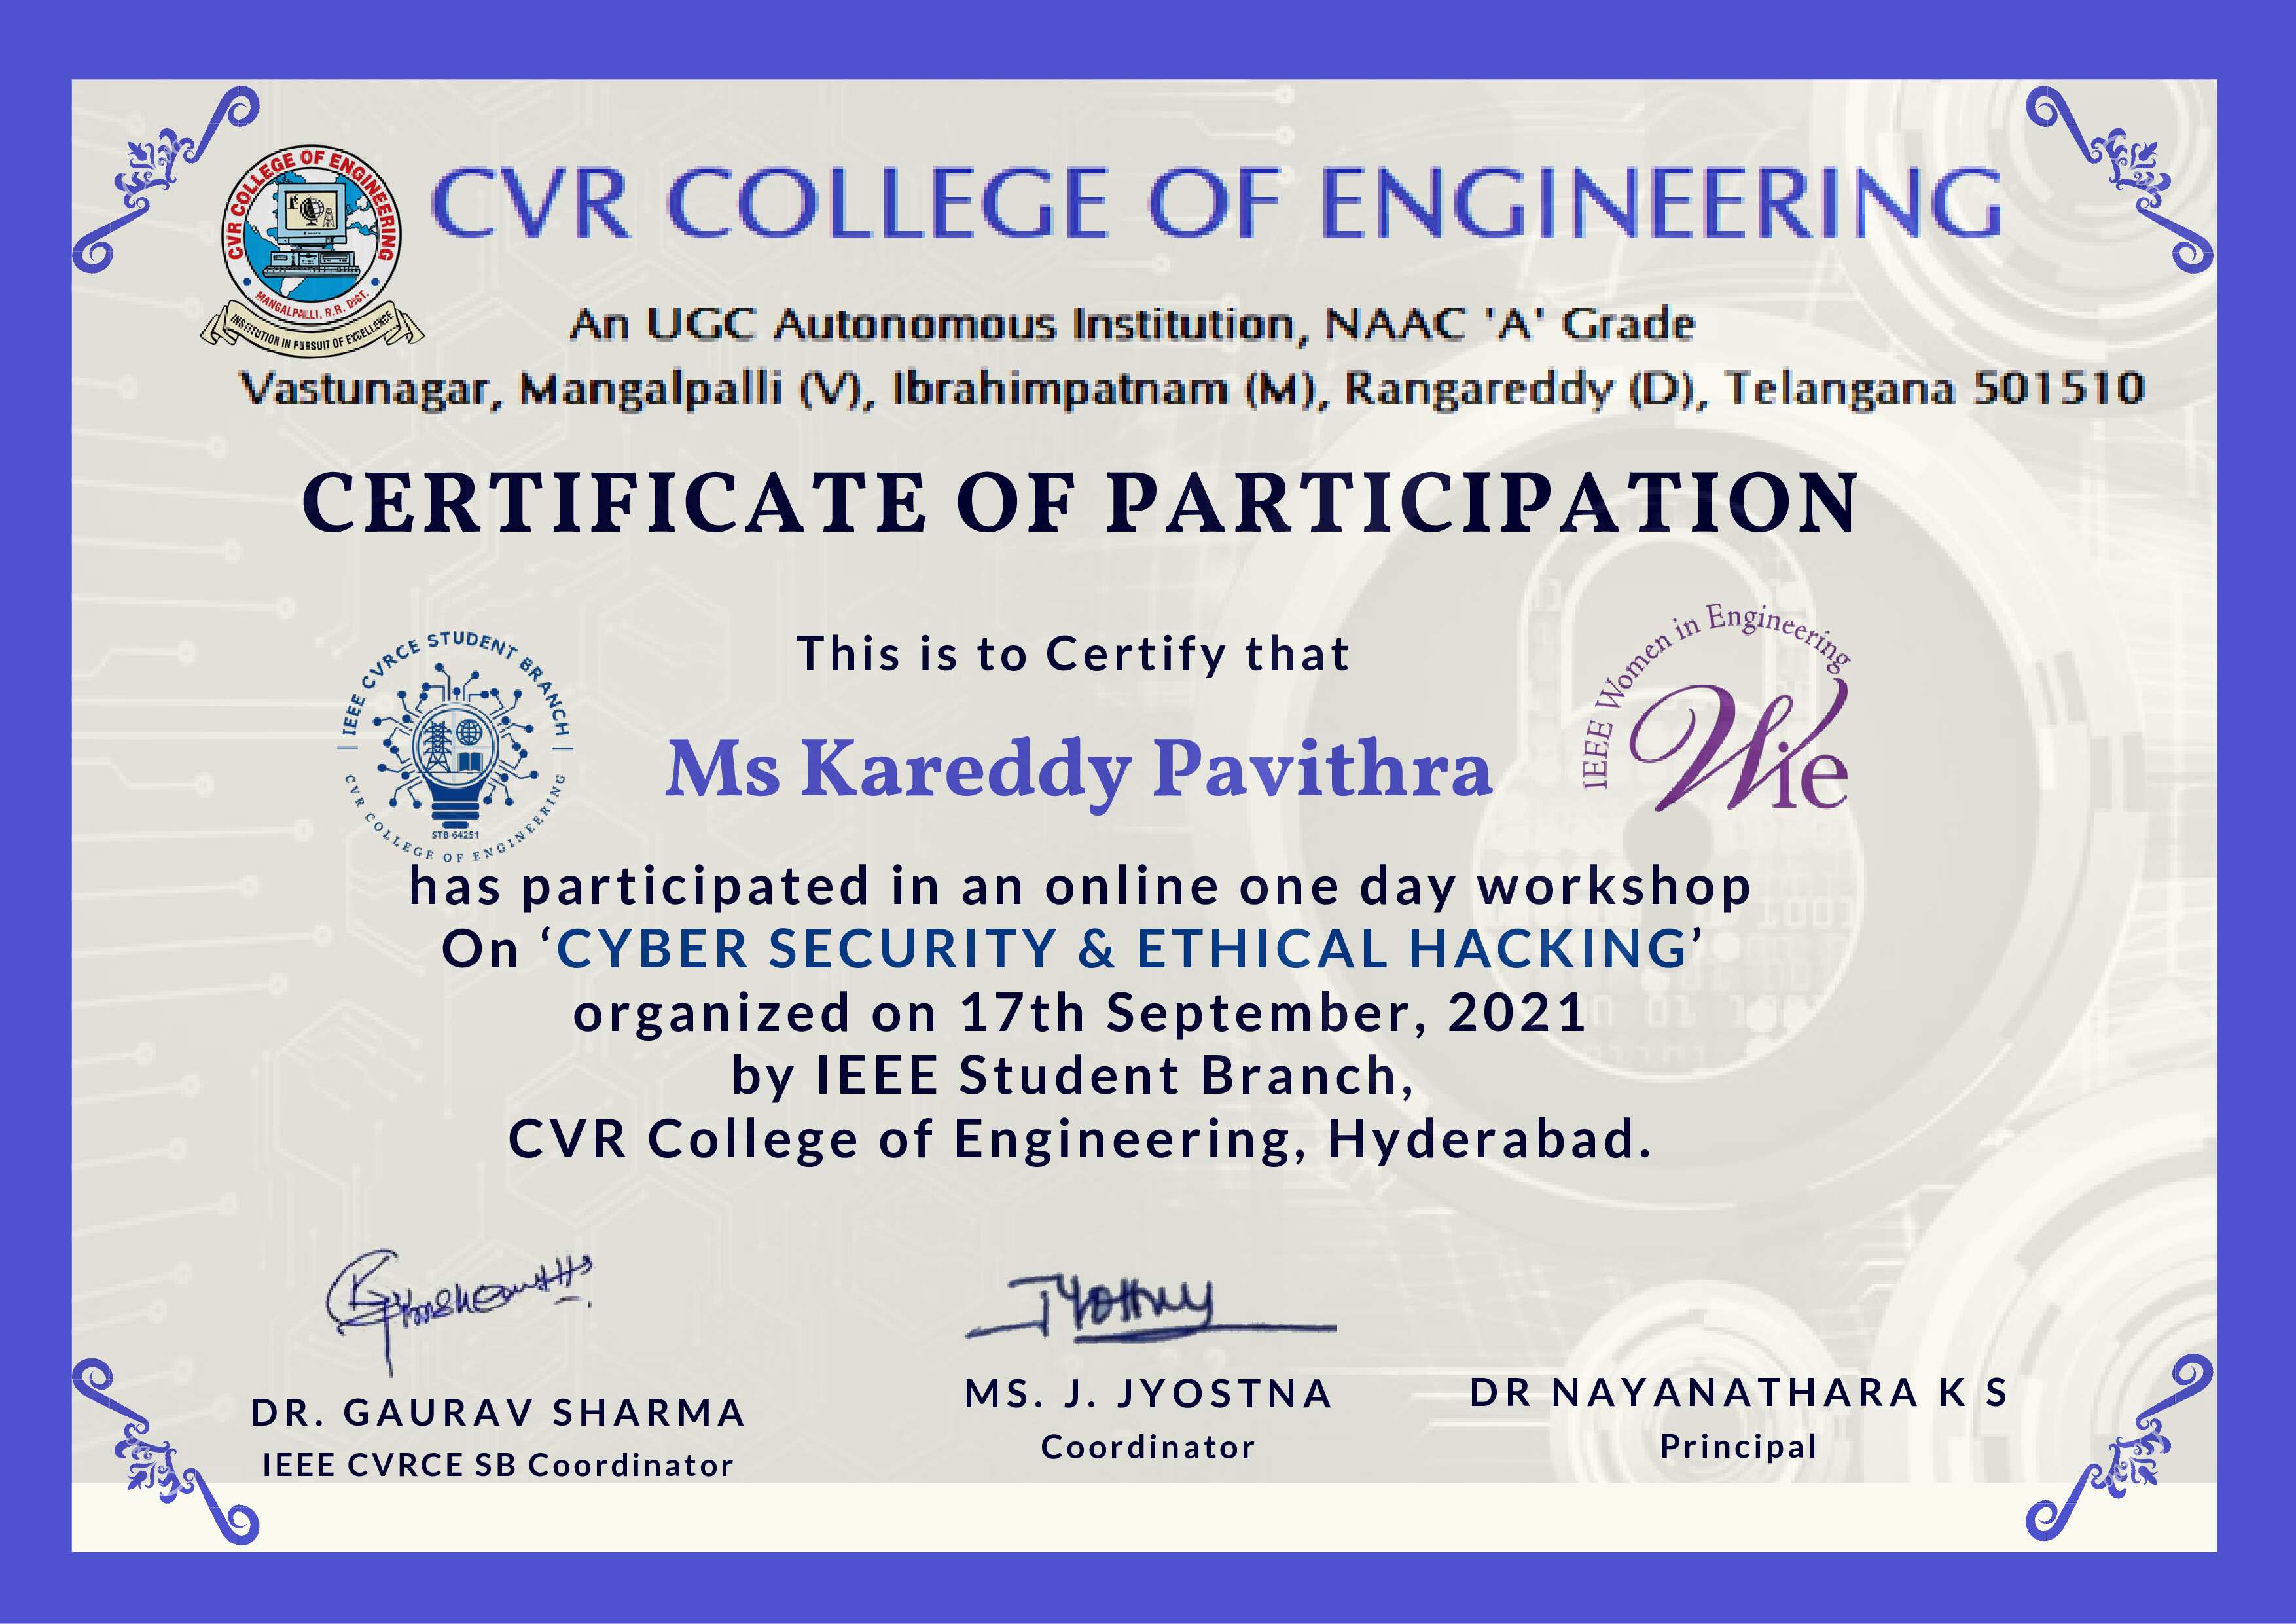 CVR COLLEGE OF ENGINEERING
MANGALPALLI, R.R. DIST.
INSTITUTION IN PURSUIT OF EXCELLENCE
CVR COLLEGE OF ENGINEERING
An UGC Autonomous Institution, NAAC 'A' Grade
Vastunagar, Mangalpalli (V), Ibrahimpatnam (M), Rangareddy (D), Telangana 501510
CERTIFICATE OF PARTICIPATION
IEEE CVRCE STUDENT BRANCH
STB 64251
CVR COLLEGE OF ENGINEERING
This is to Certify that
IEEE Women in Engineering
Wie
Ms Kareddy Pavithra
has participated in an online one day workshop
On ‘CYBER SECURITY & ETHICAL HACKING’
organized on 17th September, 2021
by IEEE Student Branch,
CVR College of Engineering, Hyderabad.
Jyostna
DR. GAURAV SHARMA
IEEE CVRCE SB Coordinator
MS. J. JYOSTNA
Coordinator
DR NAYANATHARA K S
Principal